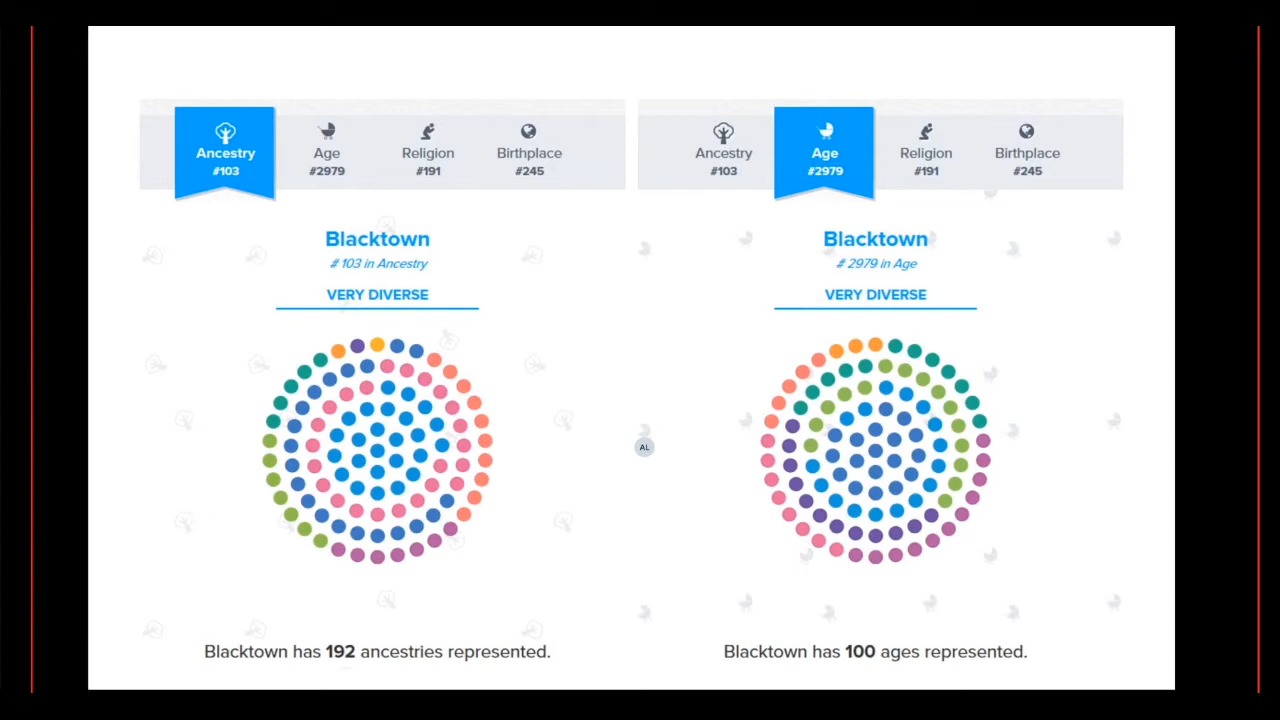 Ancestry
#103
Age
#2979
Religion
#191
Birthplace
#245
Blacktown
# 103 in Ancestry
VERY DIVERSE
Blacktown has 192 ancestries represented.
Ancestry
#103
Age
#2979
Religion
#191
Birthplace
#245
Blacktown
# 2979 in Age
VERY DIVERSE
Blacktown has 100 ages represented.
AL